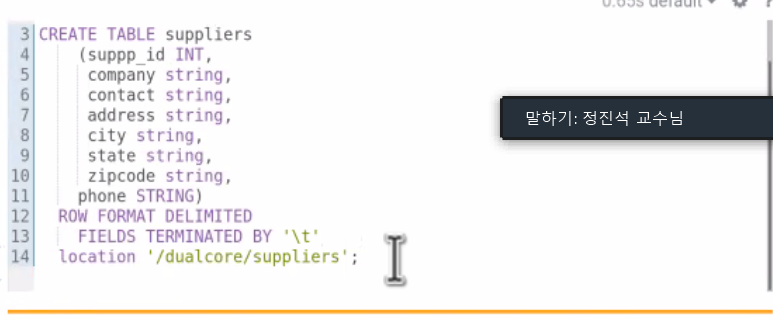 0.65s default
3 CREATE TABLE suppliers
4 (suppp_id INT,
5 company string,
6 contact string,
7 address string,
8 city string,
9 state string,
10 zipcode string,
11 phone STRING)
12 ROW FORMAT DELIMITED
13 FIELDS TERMINATED BY '\t'
14 location '/dualcore/suppliers';
말하기: 정진석 교수님